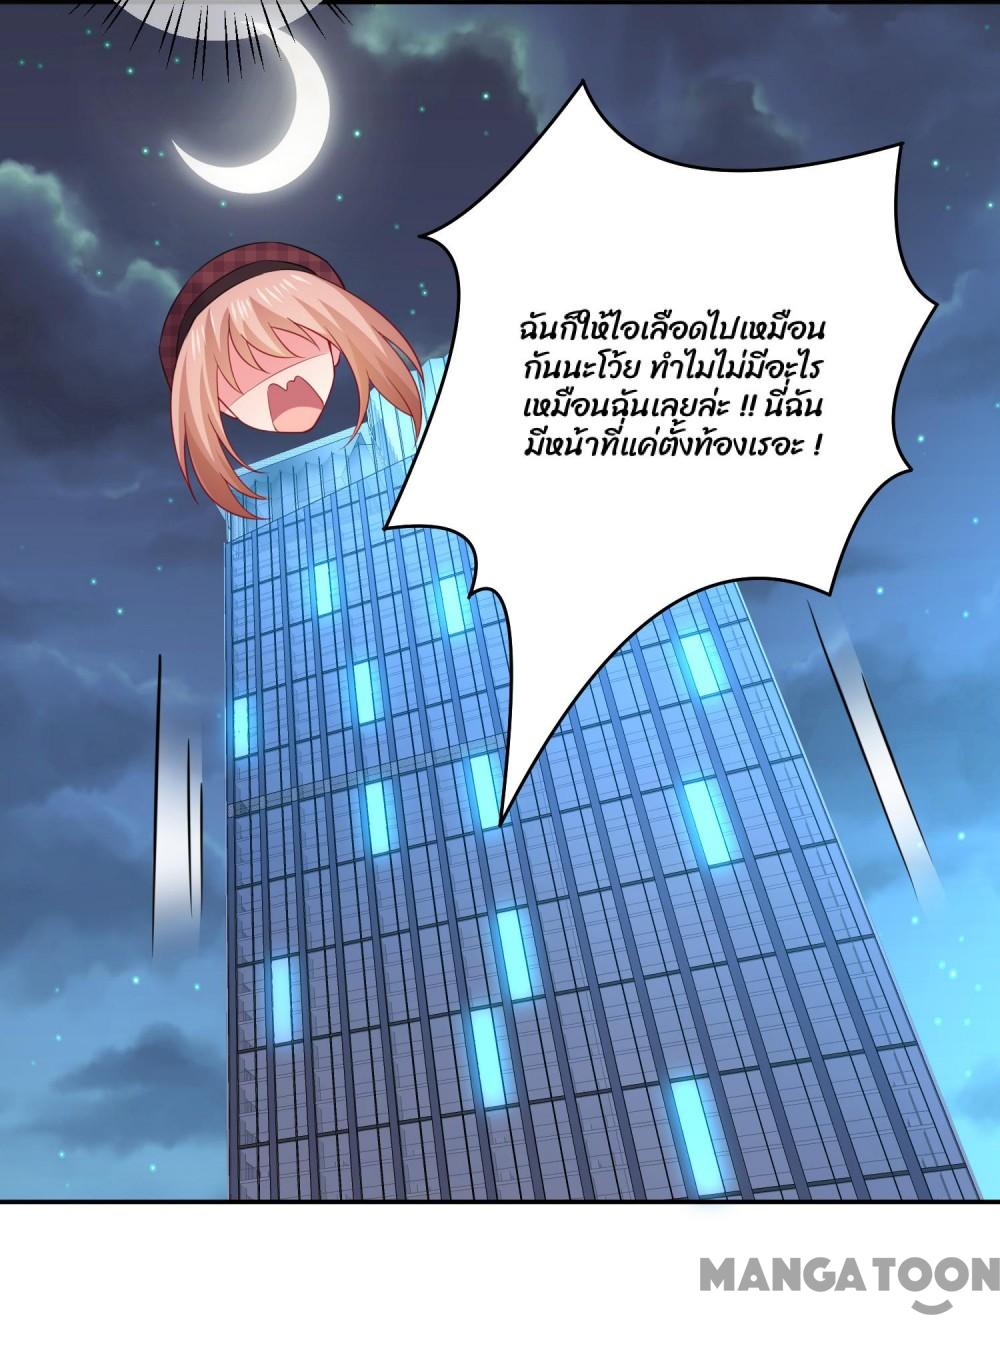 ฉันก็ให้ไอเลือดไปเหมือน
กันนะโว้ย ทำไมไม่มีอะไร
เหมือนฉันเลยล่ะ !! นี่ฉัน
มีหน้าที่แค่ตั้งท้องเรอะ !
MANGATOON